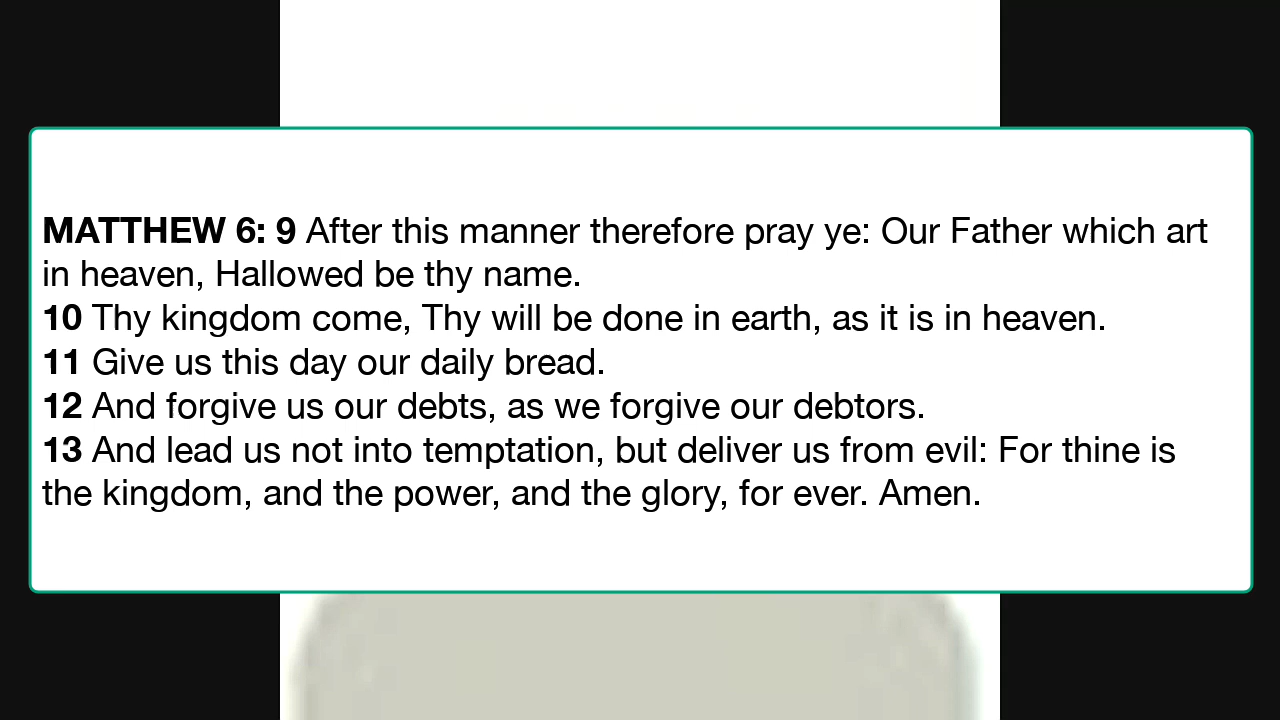 MATTHEW 6: 9 After this manner therefore pray ye: Our Father which art
in heaven, Hallowed be thy name.
10 Thy kingdom come, Thy will be done in earth, as it is in heaven.
11 Give us this day our daily bread.
12 And forgive us our debts, as we forgive our debtors.
13 And lead us not into temptation, but deliver us from evil: For thine is
the kingdom, and the power, and the glory, for ever. Amen.